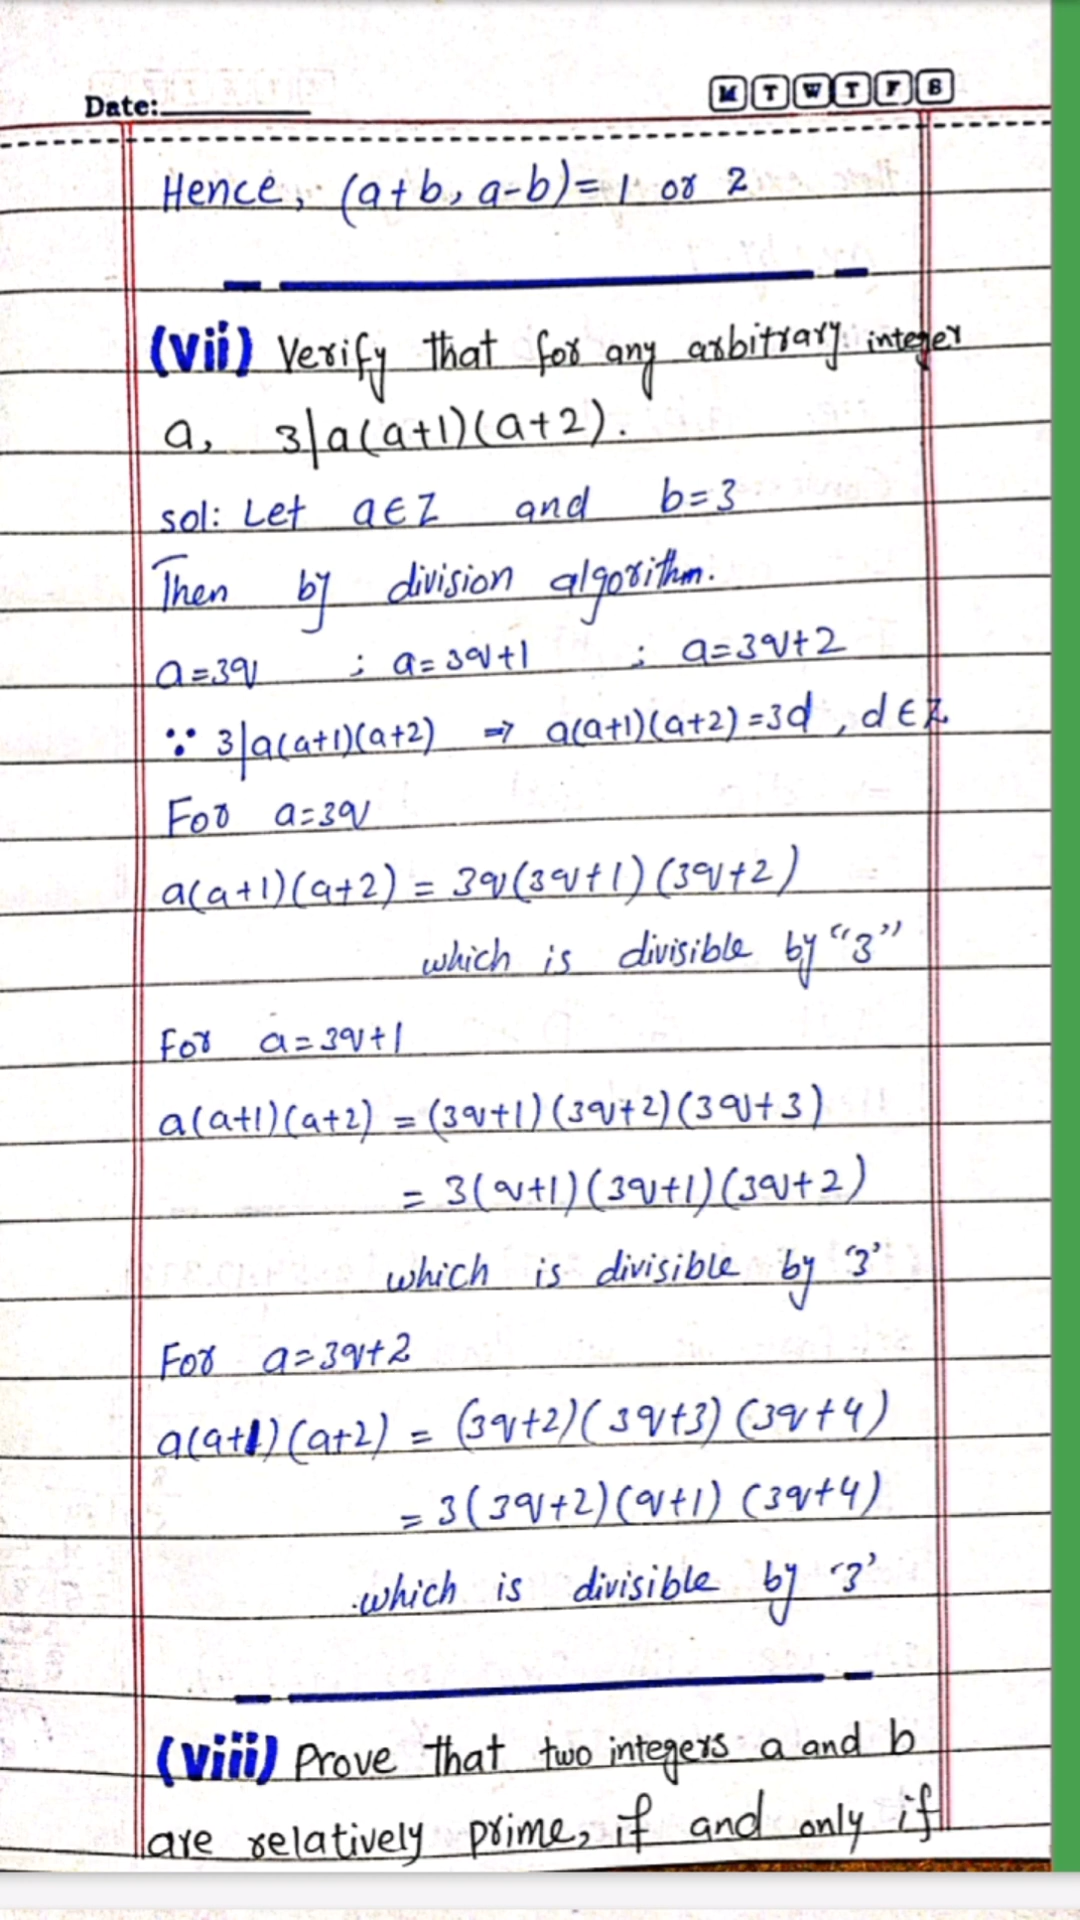 Date:
M T W T F S
Hence, (a+b, a-b)=1 or 2
(vii) Verify that for any arbitrary integer
a, 3|a(a+1)(a+2).
sol: Let a∈Z and b=3
Then by division algorithm.
a=3q ; a=3q+1 ; a=3q+2
∵ 3|a(a+1)(a+2) ⇒ a(a+1)(a+2)=3d, d∈Z
For a=3q
a(a+1)(a+2) = 3q(3q+1)(3q+2)
which is divisible by "3"
For a=3q+1
a(a+1)(a+2) = (3q+1)(3q+2)(3q+3)
= 3(q+1)(3q+1)(3q+2)
which is divisible by '3'
For a=3q+2
a(a+1)(a+2) = (3q+2)(3q+3)(3q+4)
= 3(3q+2)(q+1)(3q+4)
which is divisible by '3'
(viii) Prove that two integers a and b
are relatively prime, if and only if